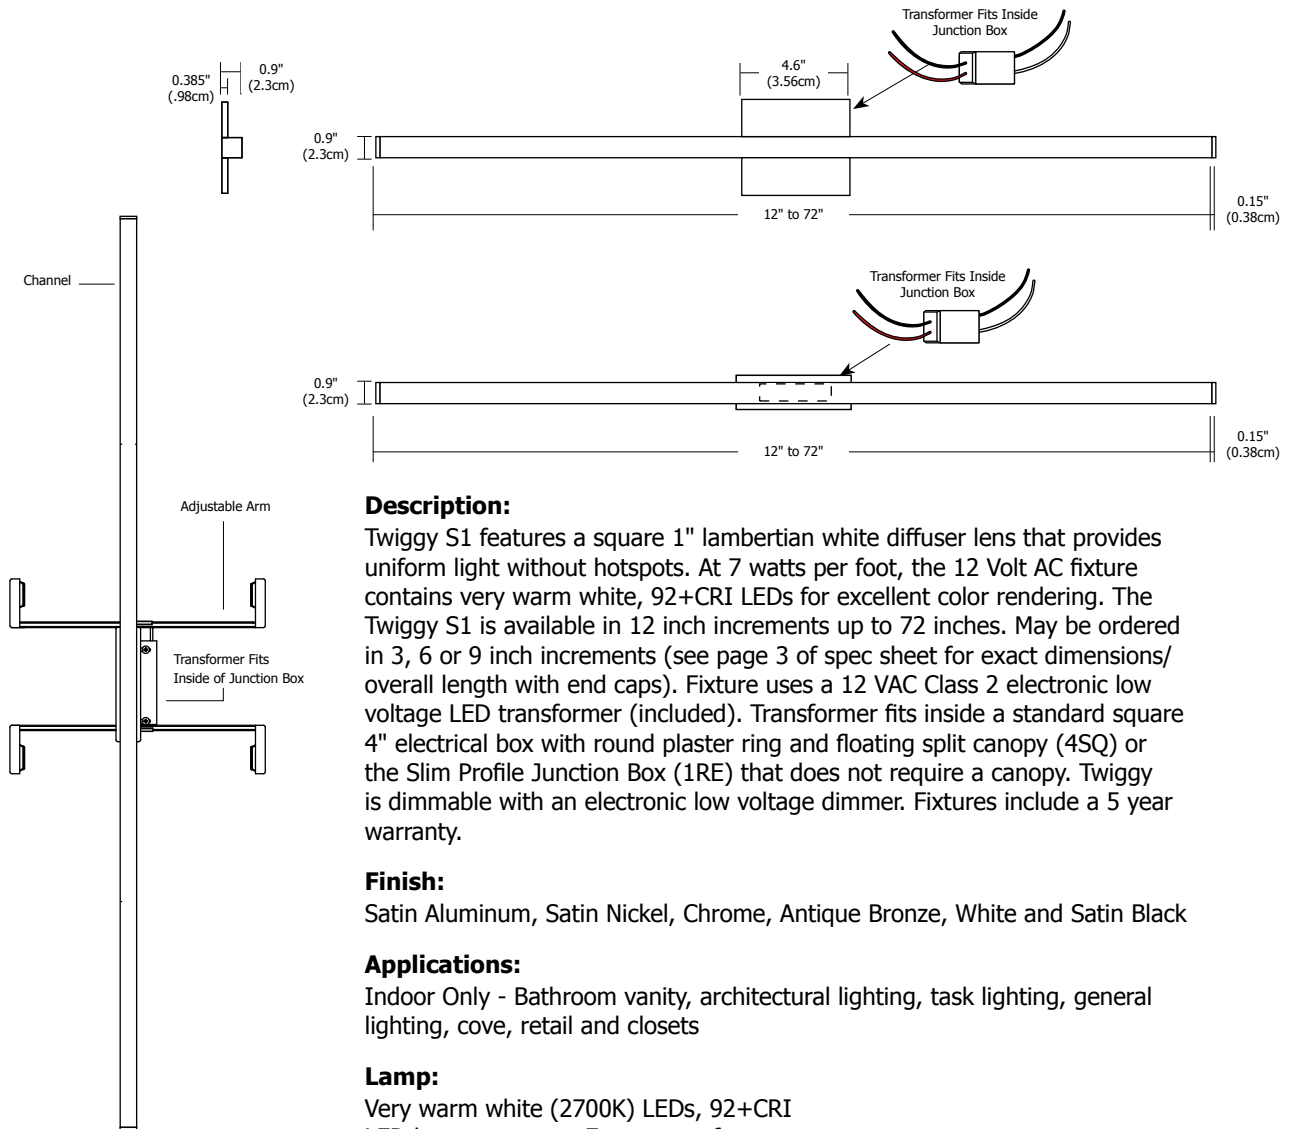 Transformer Fits Inside
Junction Box
0.385"
(.98cm)
0.9"
(2.3cm)
4.6"
(3.56cm)
0.9"
(2.3cm)
12" to 72"
0.15"
(0.38cm)
Channel
Transformer Fits Inside
Junction Box
0.9"
(2.3cm)
12" to 72"
0.15"
(0.38cm)
Adjustable Arm
Transformer Fits
Inside of Junction Box
Description:
Twiggy S1 features a square 1" lambertian white diffuser lens that provides
uniform light without hotspots. At 7 watts per foot, the 12 Volt AC fixture
contains very warm white, 92+CRI LEDs for excellent color rendering. The
Twiggy S1 is available in 12 inch increments up to 72 inches. May be ordered
in 3, 6 or 9 inch increments (see page 3 of spec sheet for exact dimensions/
overall length with end caps). Fixture uses a 12 VAC Class 2 electronic low
voltage LED transformer (included). Transformer fits inside a standard square
4" electrical box with round plaster ring and floating split canopy (4SQ) or
the Slim Profile Junction Box (1RE) that does not require a canopy. Twiggy
is dimmable with an electronic low voltage dimmer. Fixtures include a 5 year
warranty.
Finish:
Satin Aluminum, Satin Nickel, Chrome, Antique Bronze, White and Satin Black
Applications:
Indoor Only - Bathroom vanity, architectural lighting, task lighting, general
lighting, cove, retail and closets
Lamp:
Very warm white (2700K) LEDs, 92+CRI